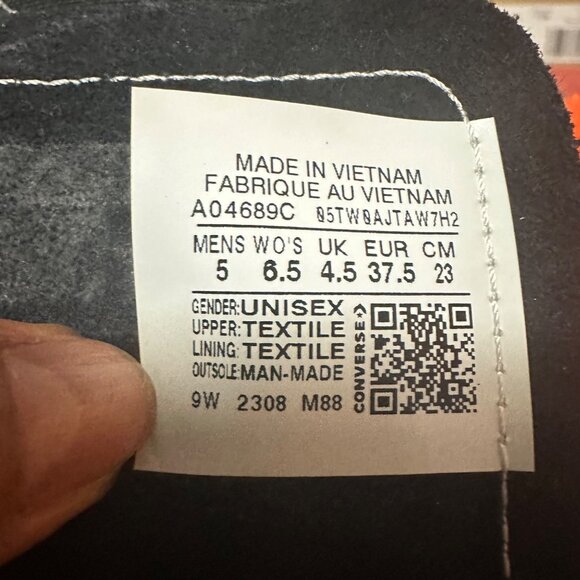 MADE IN VIETNAM
FABRIQUE AU VIETNAM
A04689C 05TW0AJTAW7H2
MENS WO'S UK EUR CM
5 6.5 4.5 37.5 23
GENDER: UNISEX
UPPER: TEXTILE
LINING: TEXTILE
OUTSOLE: MAN-MADE
9W 2308 M88
CONVERSE